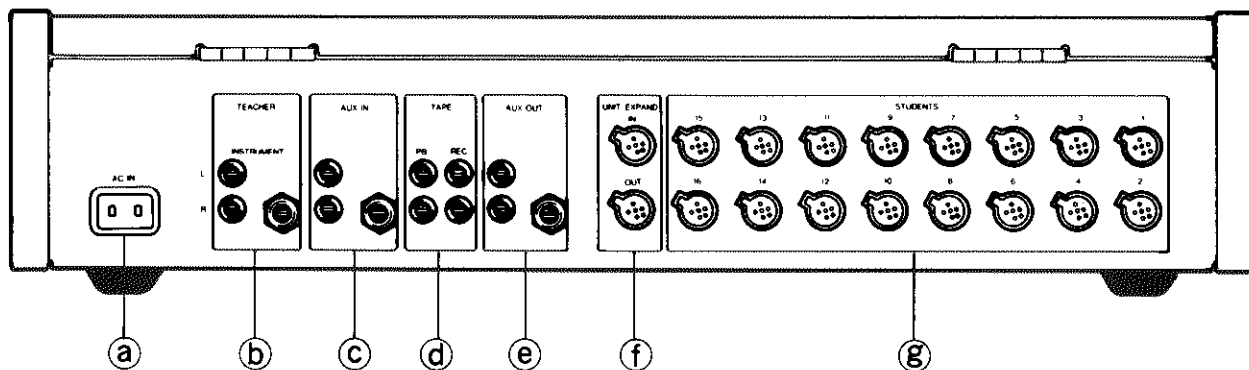 TEACHER AUX IN TAPE AUX OUT UNIT EXPAND STUDENTS
IN 15 13 11 9 7 5 3 1
INSTRUMENT PB REC
L
AC IN OUT 16 14 12 10 8 6 4 2
R
a b c d e f g